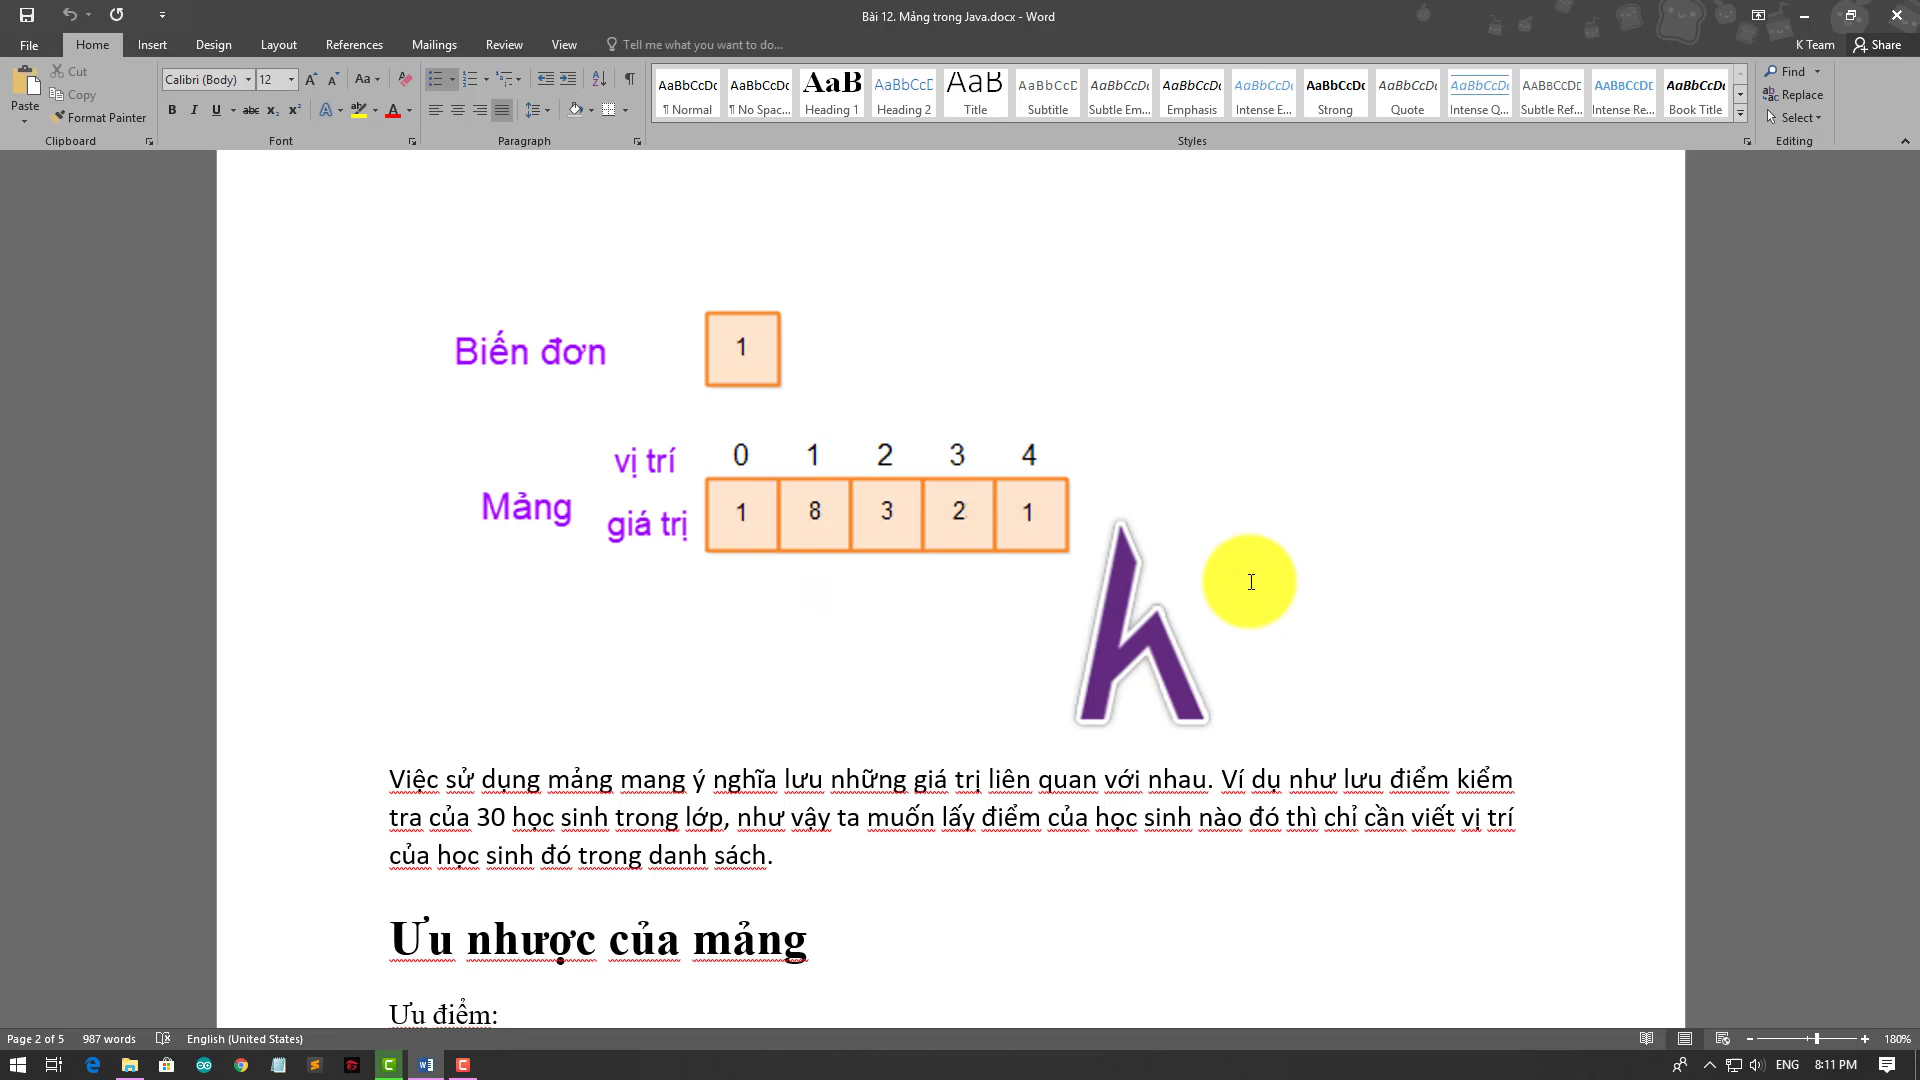 Bài 12. Mảng trong Java.docx - Word
File Home Insert Design Layout References Mailings Review View Tell me what you want to do... K Team Share
Paste Cut Copy Format Painter
Calibri (Body) 12
AaBbCcDc AaBbCcDc AaBb AaBbCcD AaB AaBbCcD AaBbCcDc AaBbCcDc AaBbCcDc AaBbCcDc AaBbCcDc AaBbCcDc AaBbCcDc AaBbCcDc AaBbCcDc
¶ Normal ¶ No Spac... Heading 1 Heading 2 Title Subtitle Subtle Em... Emphasis Intense E... Strong Quote Intense Q... Subtle Ref... Intense Re... Book Title
Find Replace Select
Clipboard Font Paragraph Styles Editing
Biến đơn 1
vị trí 0 1 2 3 4
Mảng
giá trị 1 8 3 2 1
Việc sử dụng mảng mang ý nghĩa lưu những giá trị liên quan với nhau. Ví dụ như lưu điểm kiểm
tra của 30 học sinh trong lớp, như vậy ta muốn lấy điểm của học sinh nào đó thì chỉ cần viết vị trí
của học sinh đó trong danh sách.
Ưu nhược của mảng
Ưu điểm:
Page 2 of 5 987 words English (United States) 180%
ENG 8:11 PM